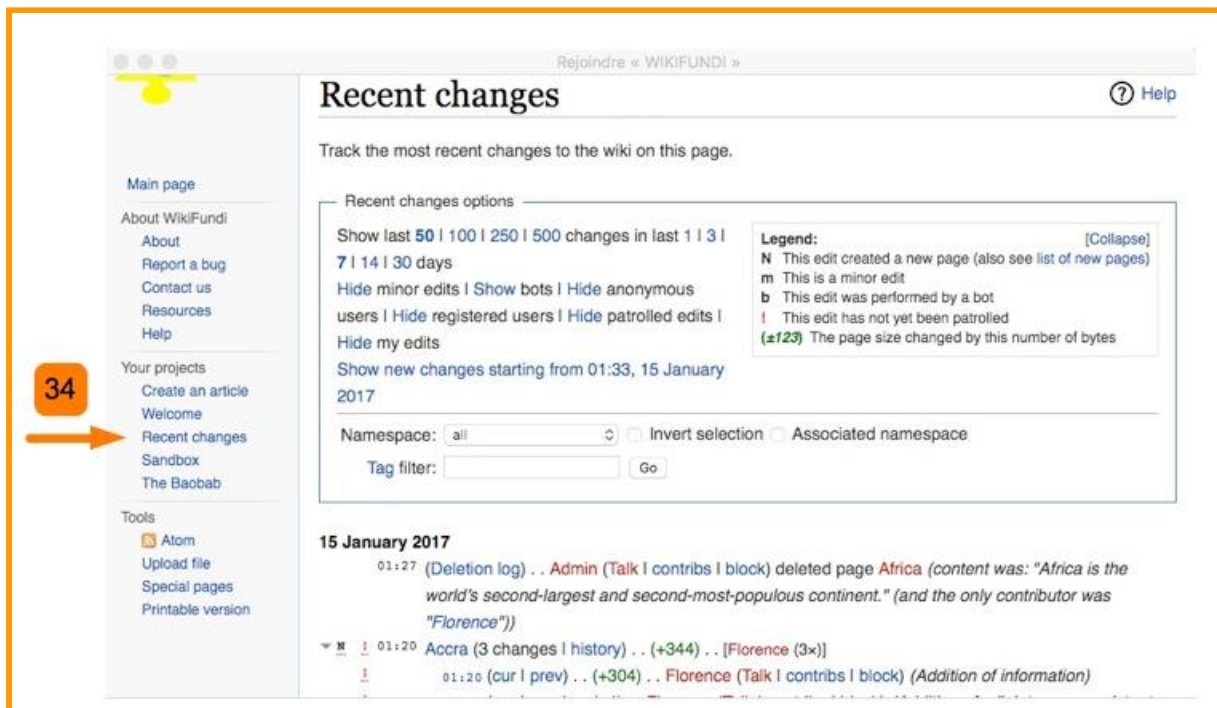 Rejoindre « WIKIFUNDI »
Recent changes
Help
Track the most recent changes to the wiki on this page.
Main page
About WikiFundi
About
Report a bug
Contact us
Resources
Help
Your projects
Create an article
Welcome
Recent changes
Sandbox
The Baobab
Tools
Atom
Upload file
Special pages
Printable version
34
Recent changes options
Show last 50 | 100 | 250 | 500 changes in last 1 | 3 |
7 | 14 | 30 days
Hide minor edits | Show bots | Hide anonymous
users | Hide registered users | Hide patrolled edits |
Hide my edits
Show new changes starting from 01:33, 15 January
2017
Legend: [Collapse]
N This edit created a new page (also see list of new pages)
m This is a minor edit
b This edit was performed by a bot
! This edit has not yet been patrolled
(±123) The page size changed by this number of bytes
Namespace: all Invert selection Associated namespace
Tag filter: Go
15 January 2017
01:27 (Deletion log) . . Admin (Talk | contribs | block) deleted page Africa (content was: "Africa is the
world's second-largest and second-most-populous continent." (and the only contributor was
"Florence"))
N ! 01:20 Accra (3 changes | history) . . (+344) . . [Florence (3×)]
! 01:20 (cur | prev) . . (+304) . . Florence (Talk | contribs | block) (Addition of information)